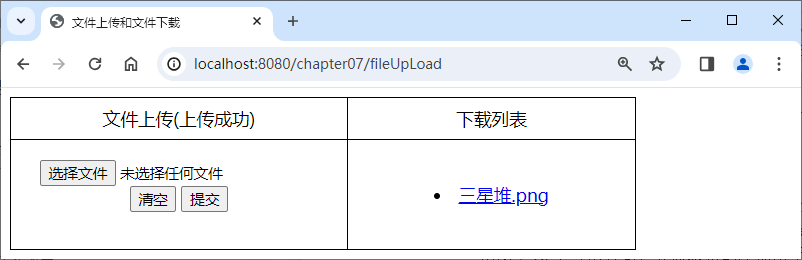 文件上传和文件下载
localhost:8080/chapter07/fileUpLoad
文件上传(上传成功) 下载列表
选择文件 未选择任何文件
清空 提交
三星堆.png